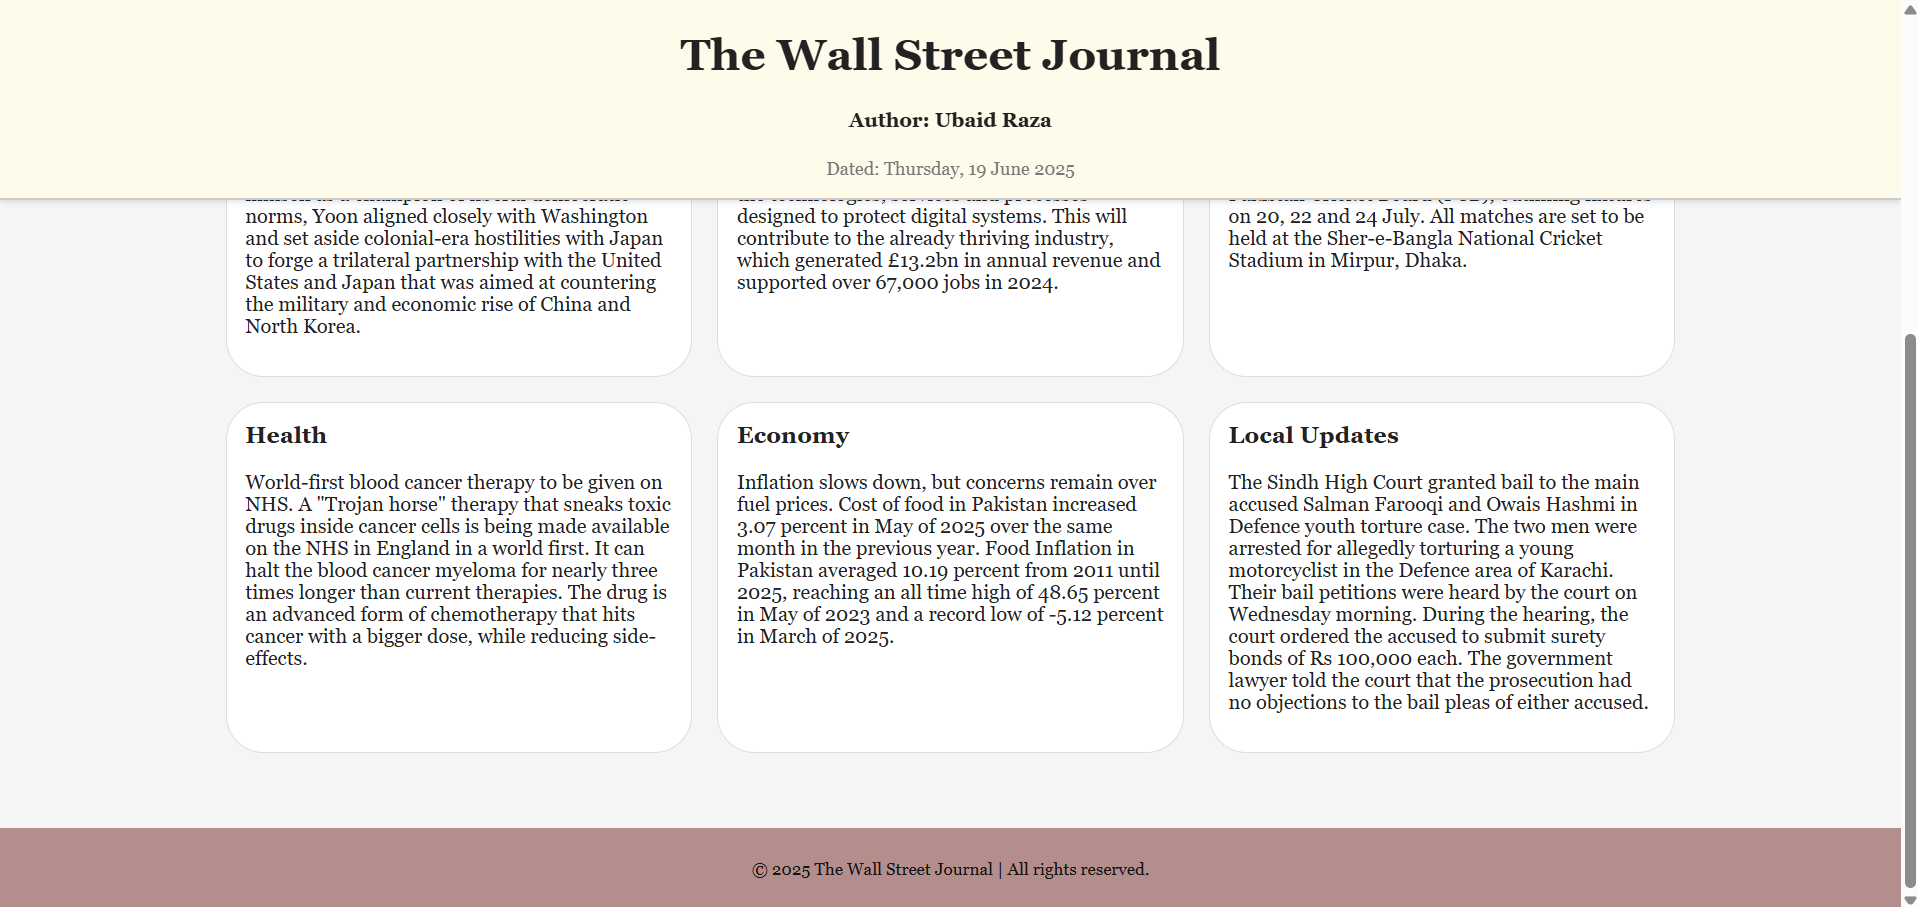 The Wall Street Journal
Author: Ubaid Raza
Dated: Thursday, 19 June 2025
norms, Yoon aligned closely with Washington
and set aside colonial-era hostilities with Japan
to forge a trilateral partnership with the United
States and Japan that was aimed at countering
the military and economic rise of China and
North Korea.
designed to protect digital systems. This will
contribute to the already thriving industry,
which generated £13.2bn in annual revenue and
supported over 67,000 jobs in 2024.
on 20, 22 and 24 July. All matches are set to be
held at the Sher-e-Bangla National Cricket
Stadium in Mirpur, Dhaka.
Health
World-first blood cancer therapy to be given on
NHS. A "Trojan horse" therapy that sneaks toxic
drugs inside cancer cells is being made available
on the NHS in England in a world first. It can
halt the blood cancer myeloma for nearly three
times longer than current therapies. The drug is
an advanced form of chemotherapy that hits
cancer with a bigger dose, while reducing side-
effects.
Economy
Inflation slows down, but concerns remain over
fuel prices. Cost of food in Pakistan increased
3.07 percent in May of 2025 over the same
month in the previous year. Food Inflation in
Pakistan averaged 10.19 percent from 2011 until
2025, reaching an all time high of 48.65 percent
in May of 2023 and a record low of -5.12 percent
in March of 2025.
Local Updates
The Sindh High Court granted bail to the main
accused Salman Farooqi and Owais Hashmi in
Defence youth torture case. The two men were
arrested for allegedly torturing a young
motorcyclist in the Defence area of Karachi.
Their bail petitions were heard by the court on
Wednesday morning. During the hearing, the
court ordered the accused to submit surety
bonds of Rs 100,000 each. The government
lawyer told the court that the prosecution had
no objections to the bail pleas of either accused.
© 2025 The Wall Street Journal | All rights reserved.